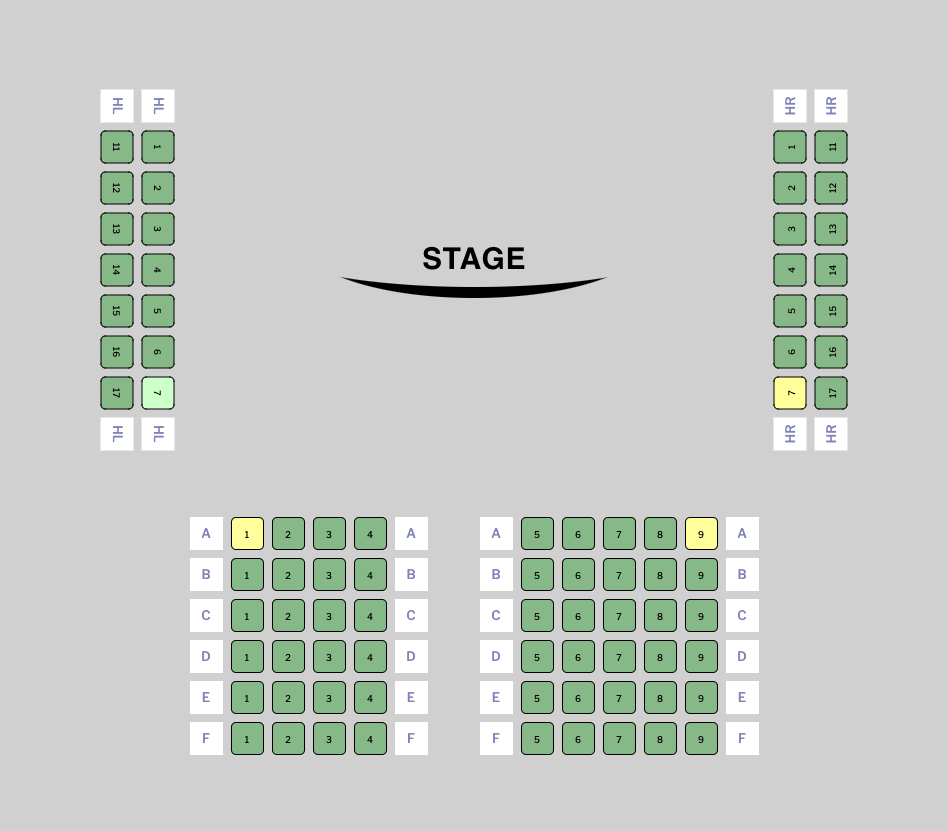 HL HL HR HR
11 1 1 11
12 2 2 12
13 3 3 13
STAGE
14 4 4 14
15 5 5 15
16 6 6 16
17 7 7 17
HL HL HR HR
A 1 2 3 4 A A 5 6 7 8 9 A
B 1 2 3 4 B B 5 6 7 8 9 B
C 1 2 3 4 C C 5 6 7 8 9 C
D 1 2 3 4 D D 5 6 7 8 9 D
E 1 2 3 4 E E 5 6 7 8 9 E
F 1 2 3 4 F F 5 6 7 8 9 F